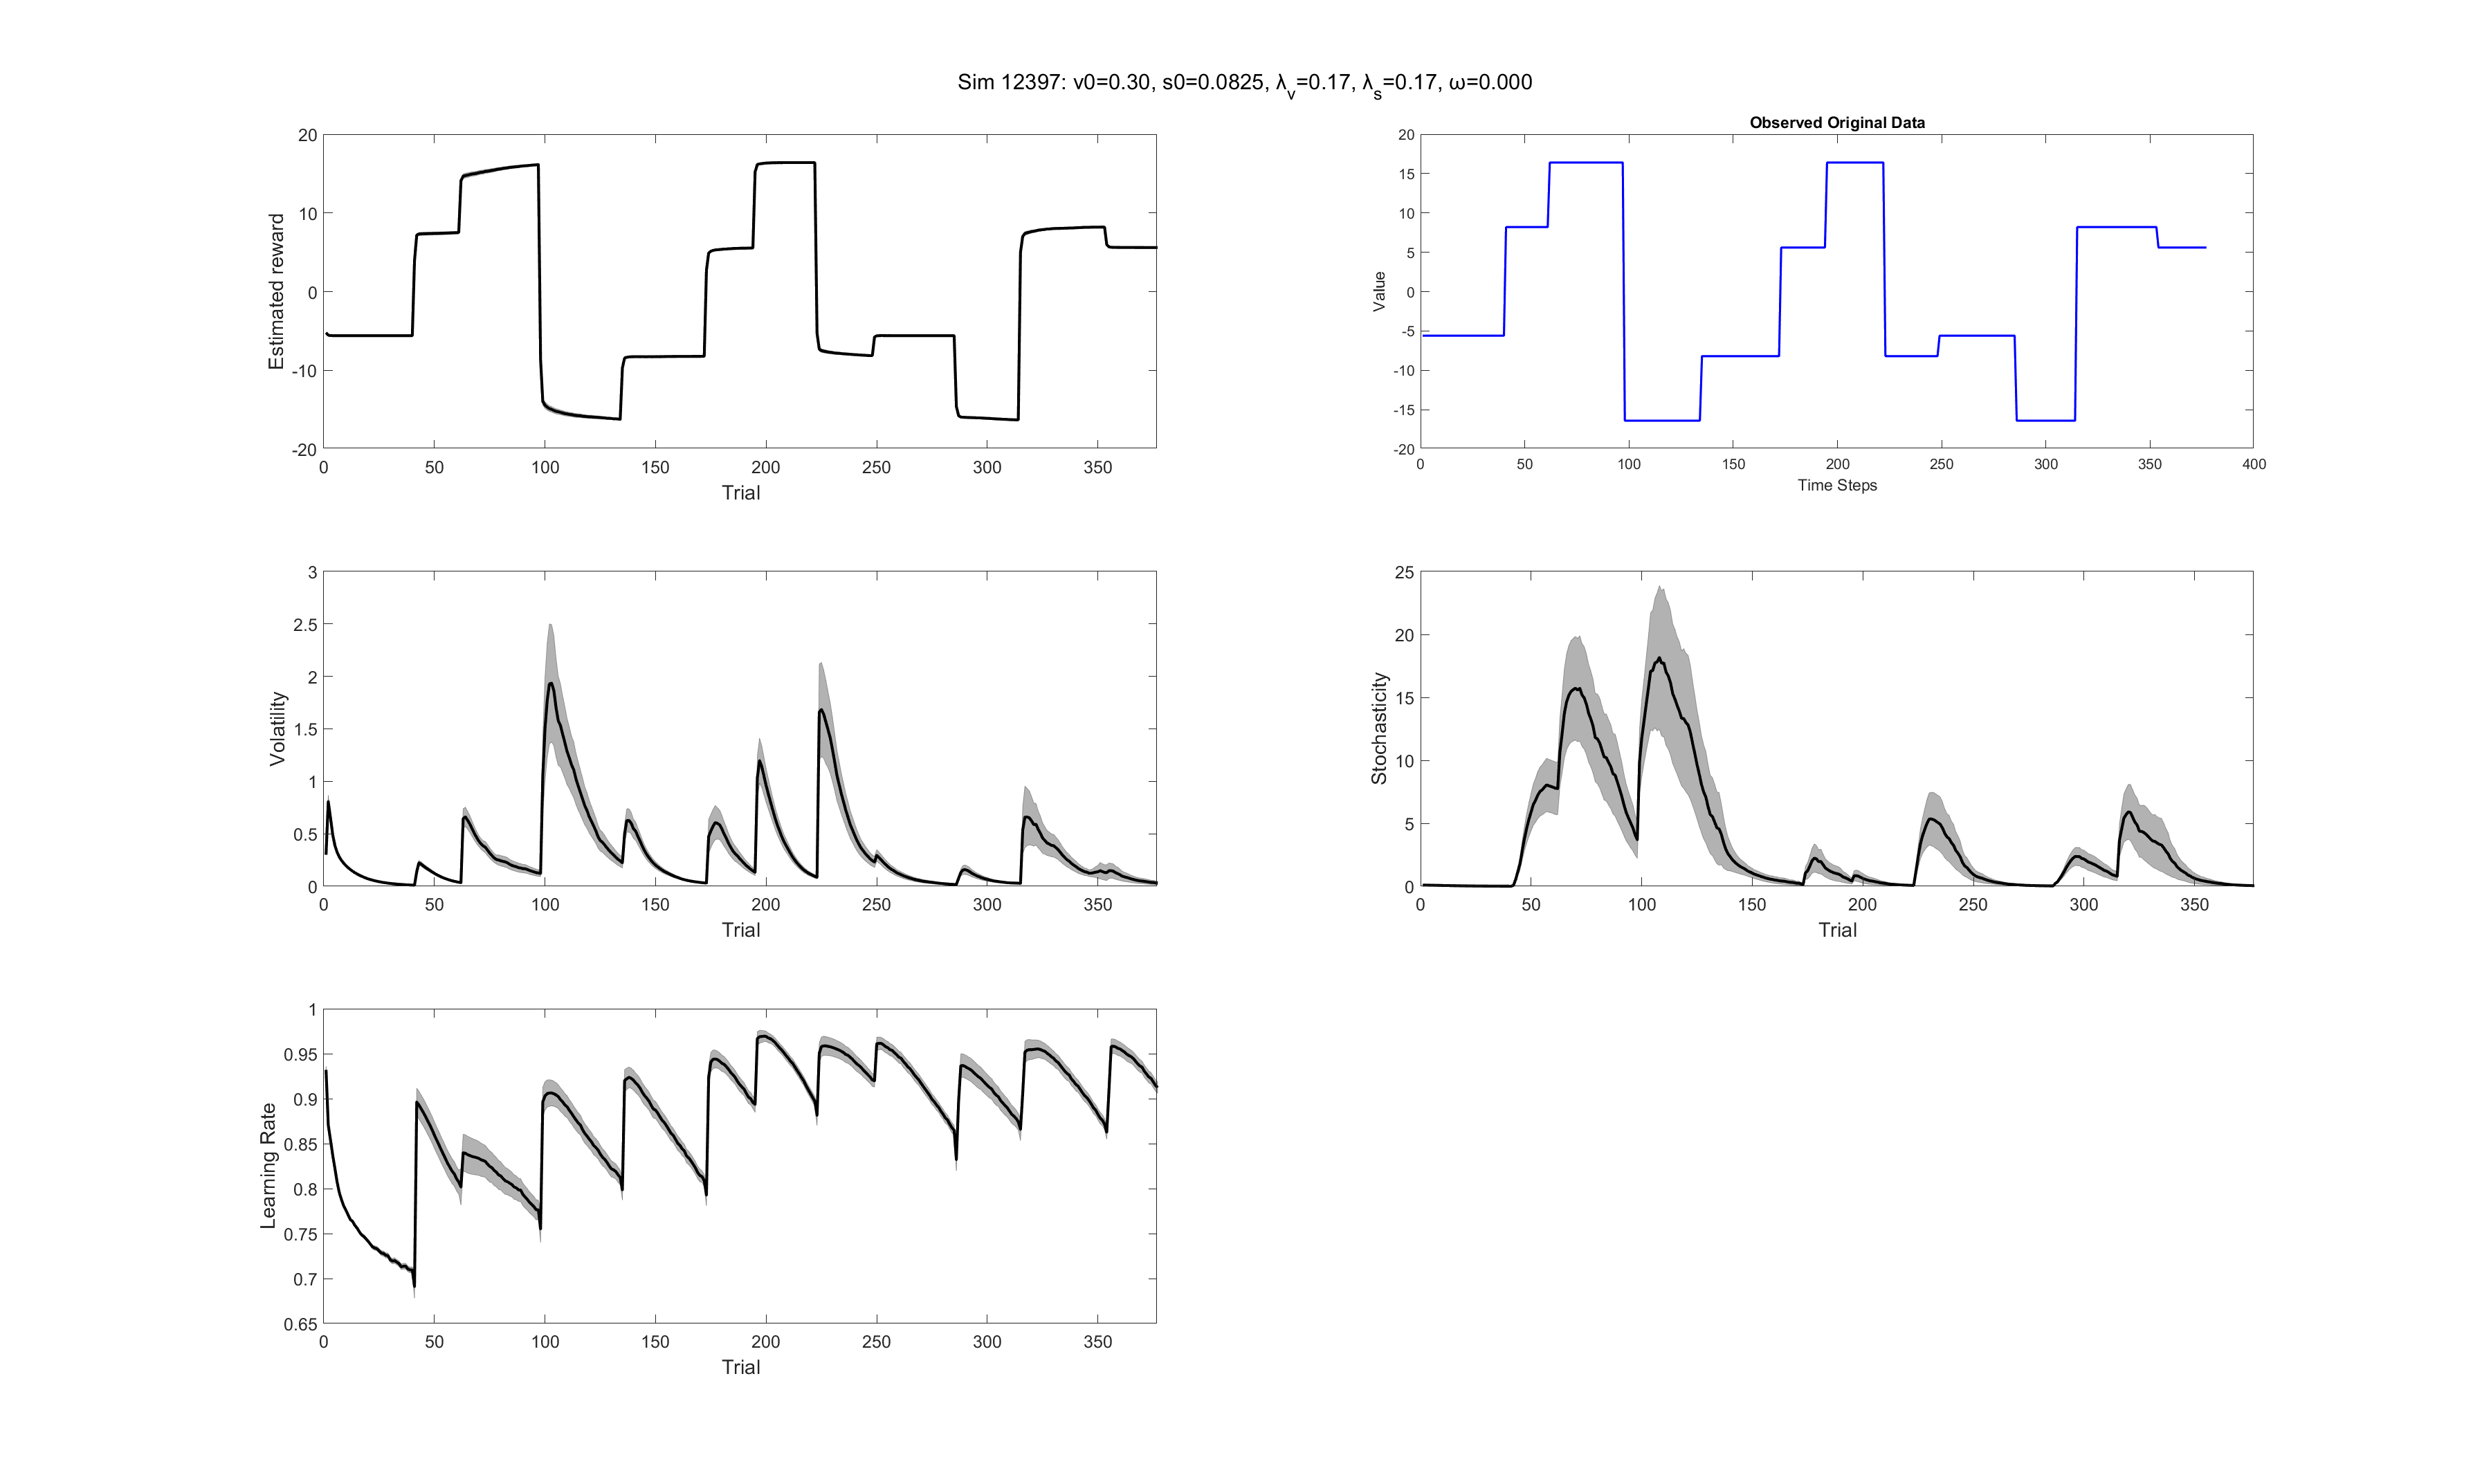 Sim 12397: v0=0.30, s0=0.0825, λv=0.17, λs=0.17, ω=0.000
20
10
0
-10
-20
Estimated reward
0 50 100 150 200 250 300 350
Trial
Observed Original Data
20
15
10
5
0
-5
-10
-15
-20
Value
0 50 100 150 200 250 300 350 400
Time Steps
3
2.5
2
1.5
1
0.5
0
Volatility
0 50 100 150 200 250 300 350
Trial
25
20
15
10
5
0
Stochasticity
0 50 100 150 200 250 300 350
Trial
1
0.95
0.9
0.85
0.8
0.75
0.7
0.65
Learning Rate
0 50 100 150 200 250 300 350
Trial